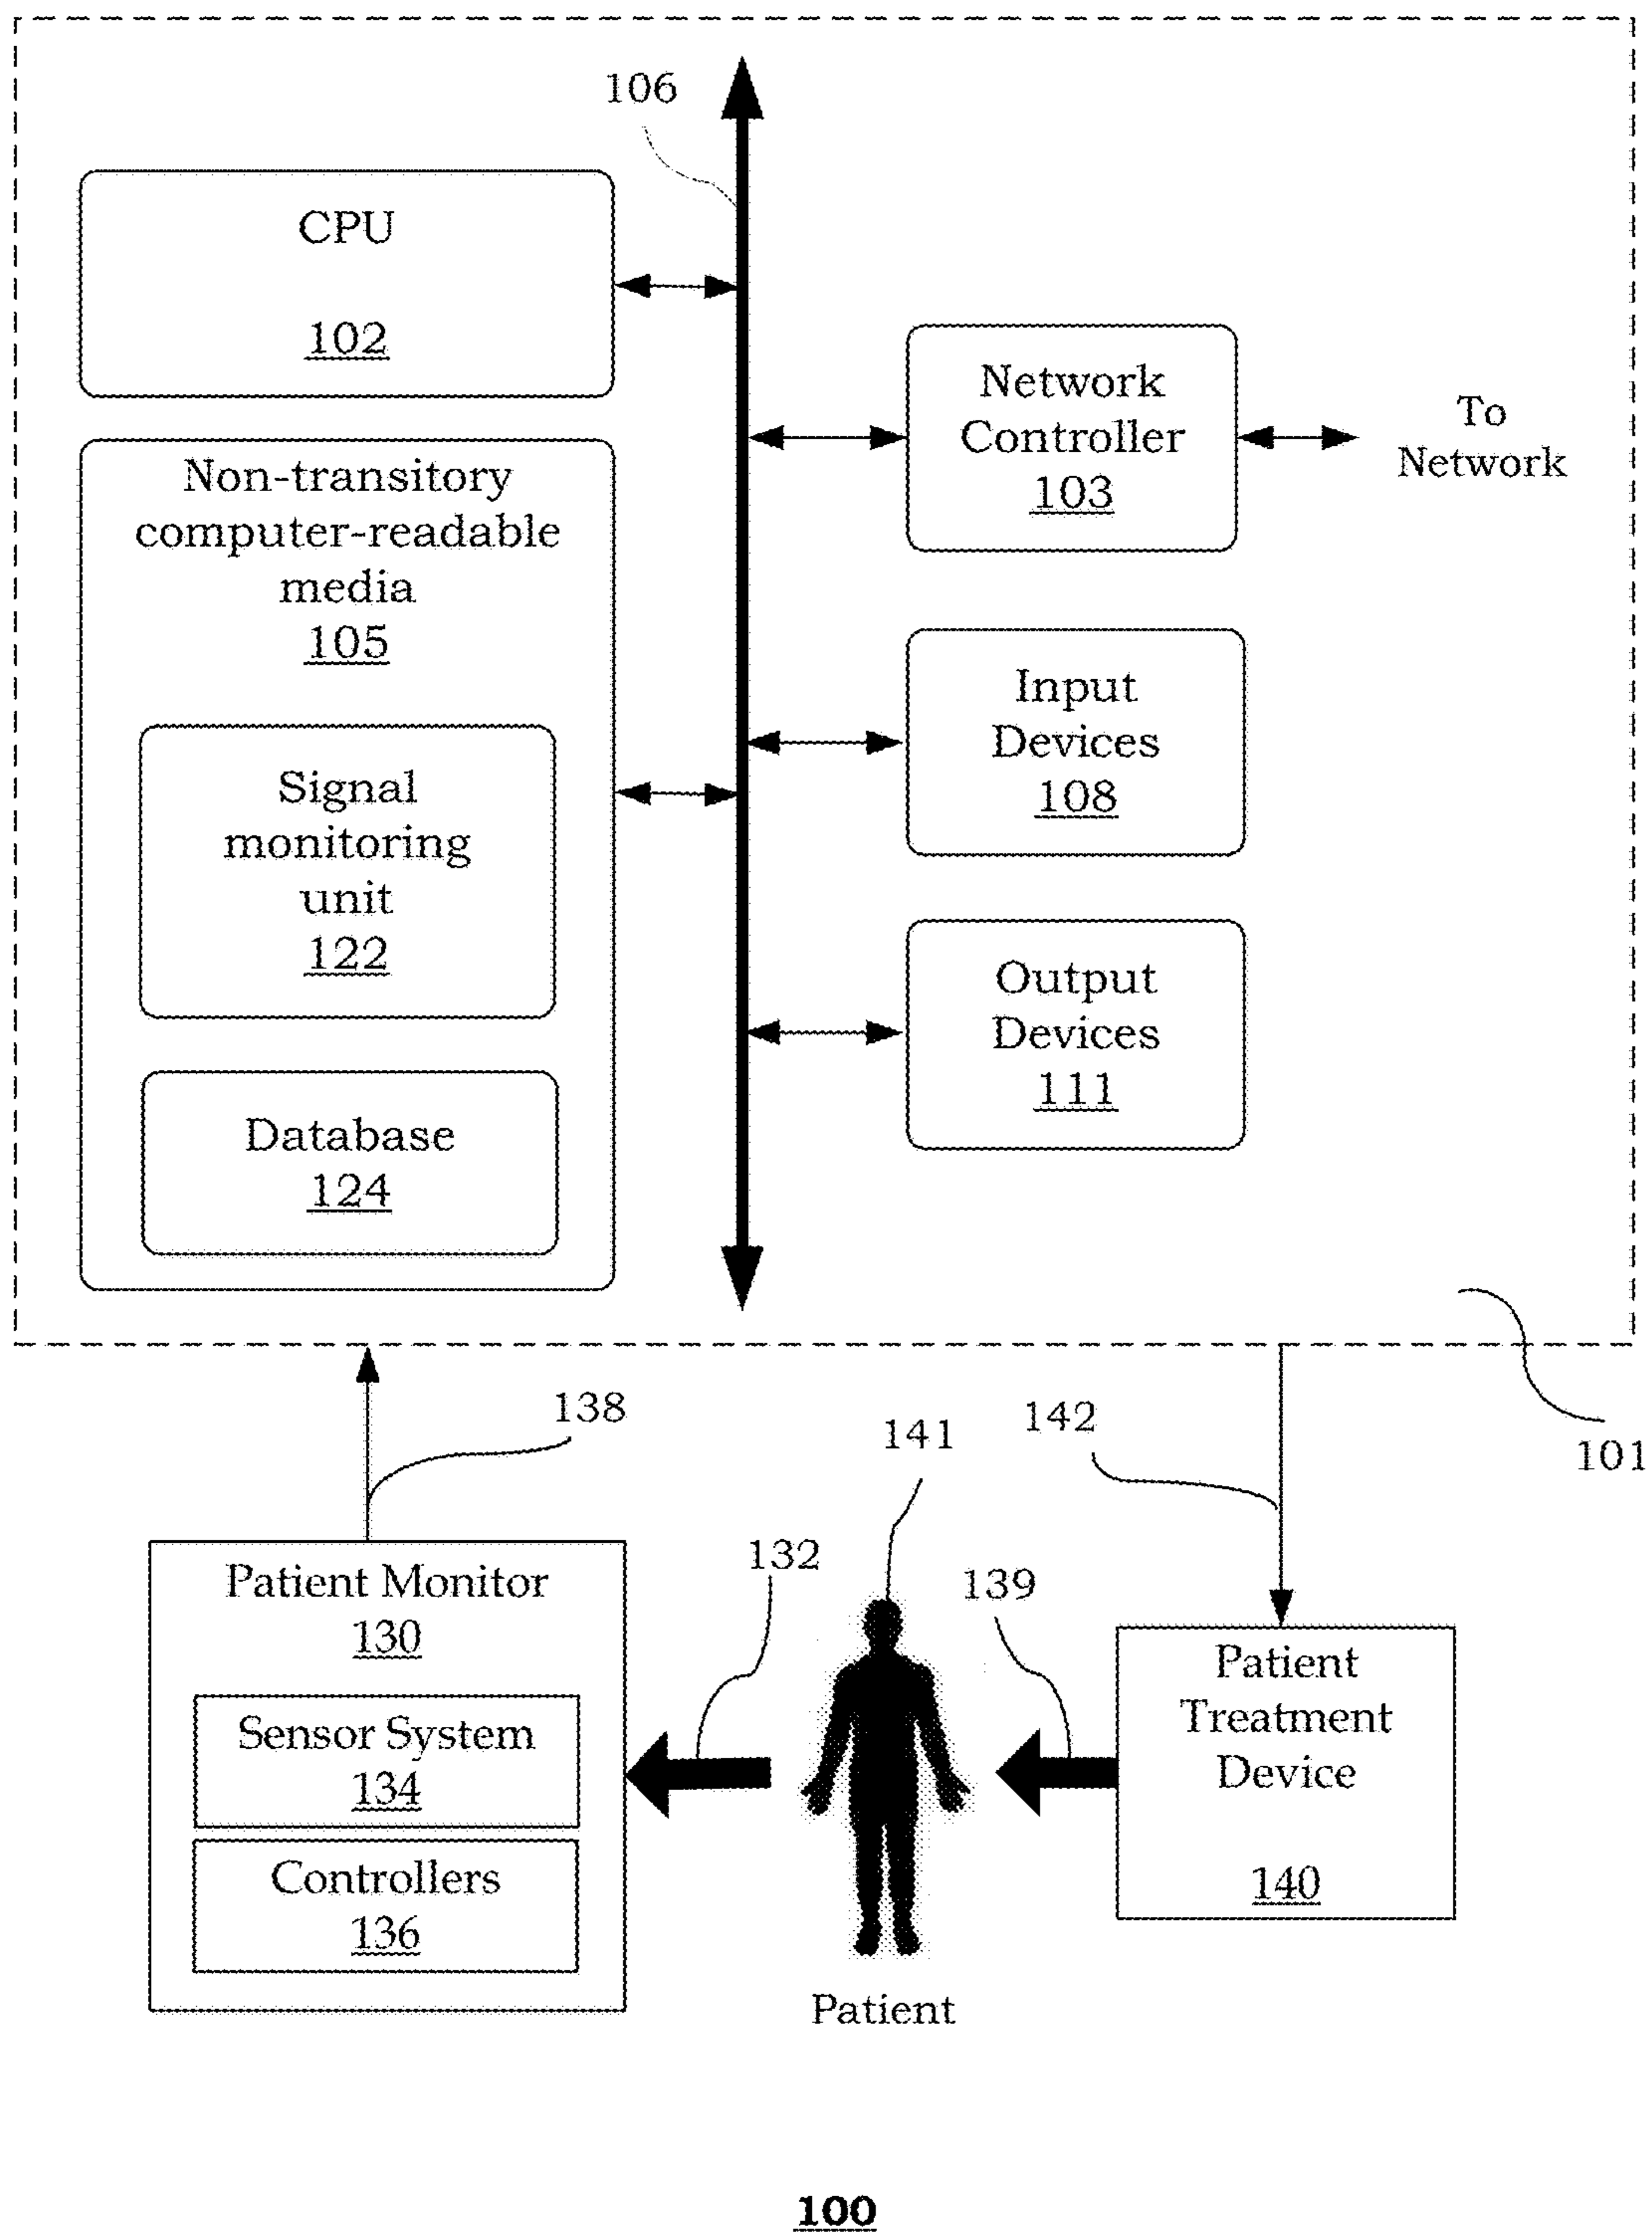 106
CPU
102
Network
Controller
103
To
Network
Non-transitory
computer-readable
media
105
Signal
monitoring
unit
122
Database
124
Input
Devices
108
Output
Devices
111
138
141
142
101
132
139
Patient Monitor
130
Sensor System
134
Controllers
136
Patient
Treatment
Device
140
Patient
100